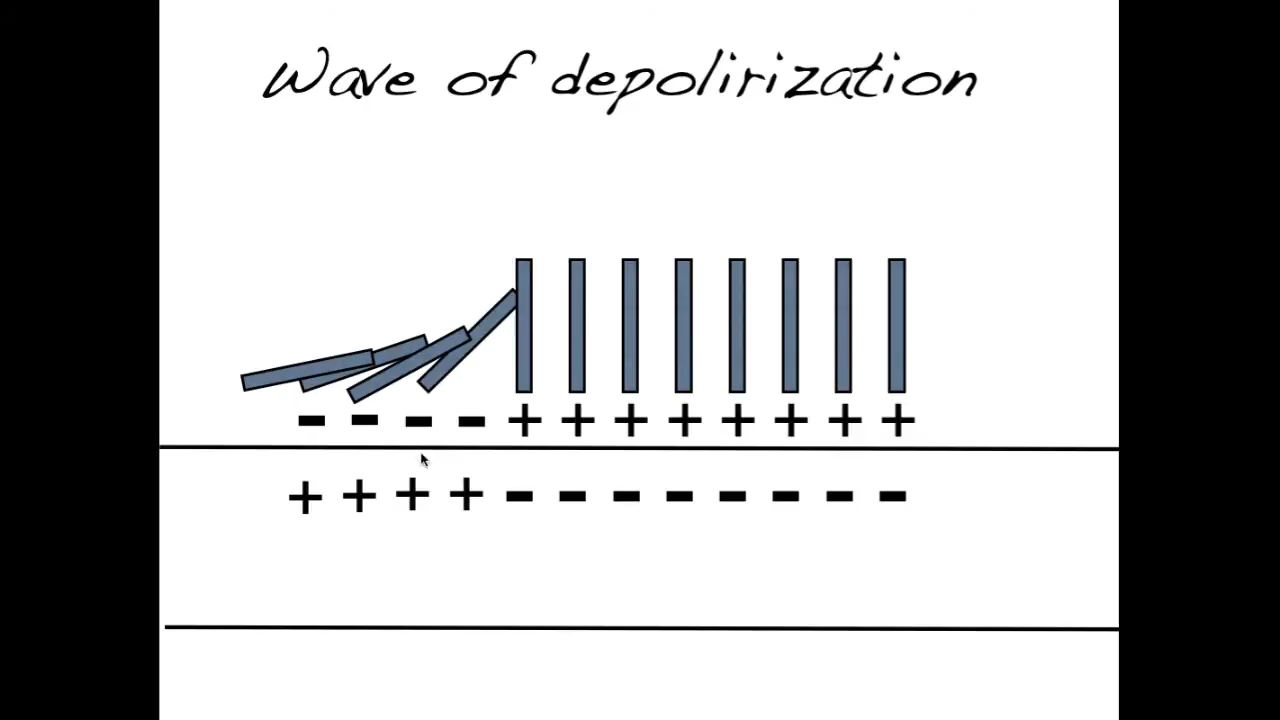 Wave of depolirization
- - - - + + + + + + + +
+ + + + - - - - - - - -